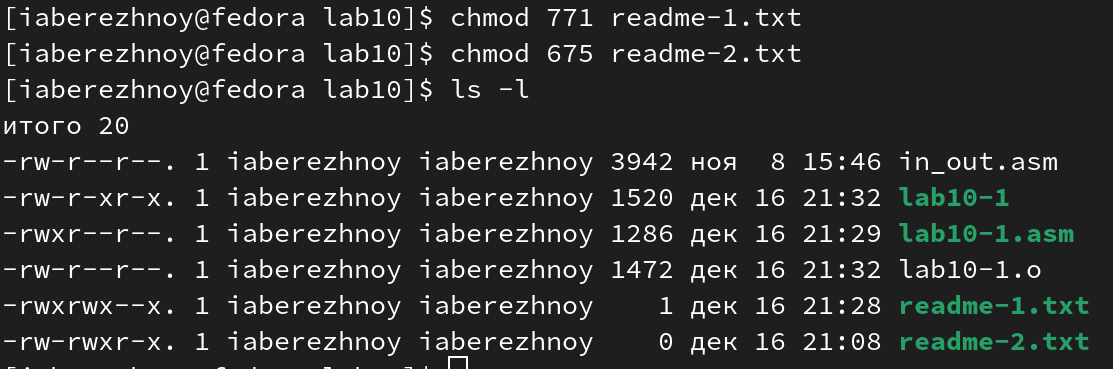 [iaberezhnoy@fedora lab10]$ chmod 771 readme-1.txt
[iaberezhnoy@fedora lab10]$ chmod 675 readme-2.txt
[iaberezhnoy@fedora lab10]$ ls -l
итого 20
-rw-r--r--. 1 iaberezhnoy iaberezhnoy 3942 ноя  8 15:46 in_out.asm
-rw-r-xr-x. 1 iaberezhnoy iaberezhnoy 1520 дек 16 21:32 lab10-1
-rwxr--r--. 1 iaberezhnoy iaberezhnoy 1286 дек 16 21:29 lab10-1.asm
-rw-r--r--. 1 iaberezhnoy iaberezhnoy 1472 дек 16 21:32 lab10-1.o
-rwxrwx--x. 1 iaberezhnoy iaberezhnoy    1 дек 16 21:28 readme-1.txt
-rw-rwxr-x. 1 iaberezhnoy iaberezhnoy    0 дек 16 21:08 readme-2.txt